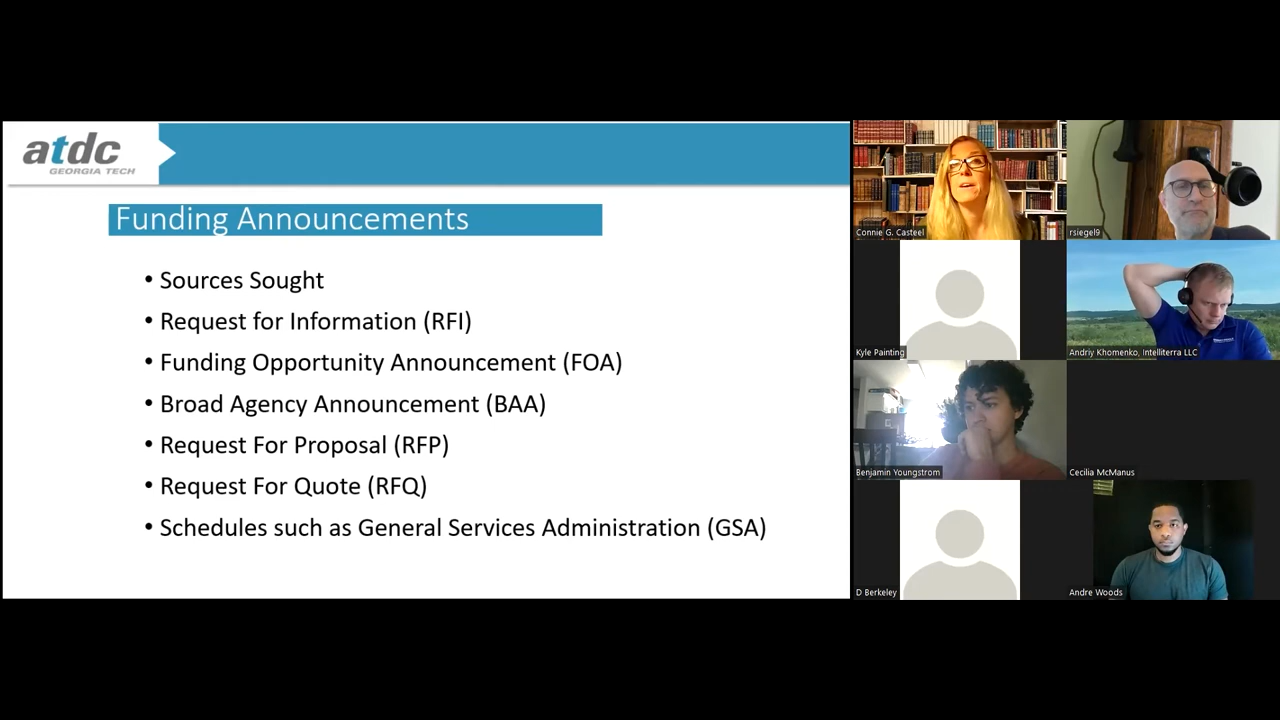 atdc
GEORGIA TECH
Funding Announcements
• Sources Sought
• Request for Information (RFI)
• Funding Opportunity Announcement (FOA)
• Broad Agency Announcement (BAA)
• Request For Proposal (RFP)
• Request For Quote (RFQ)
• Schedules such as General Services Administration (GSA)
Connie G. Casteel
rsiegel9
Kyle Painting
Andriy Khomenko, Intelliterra LLC
Benjamin Youngstrom
Cecilia McManus
D Berkeley
Andre Woods